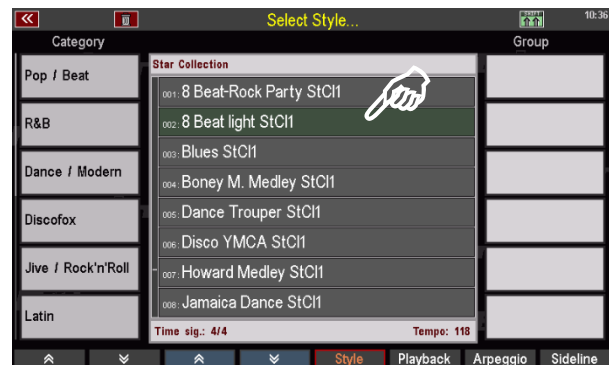 Select Style...
10:36
Category
Group
Pop / Beat
R&B
Dance / Modern
Discofox
Jive / Rock'n'Roll
Latin
Star Collection
001: 8 Beat-Rock Party StCl1
002: 8 Beat light StCl1
003: Blues StCl1
004: Boney M. Medley StCl1
005: Dance Trouper StCl1
006: Disco YMCA StCl1
007: Howard Medley StCl1
008: Jamaica Dance StCl1
Time sig.: 4/4 Tempo: 118
Style Playback Arpeggio Sideline